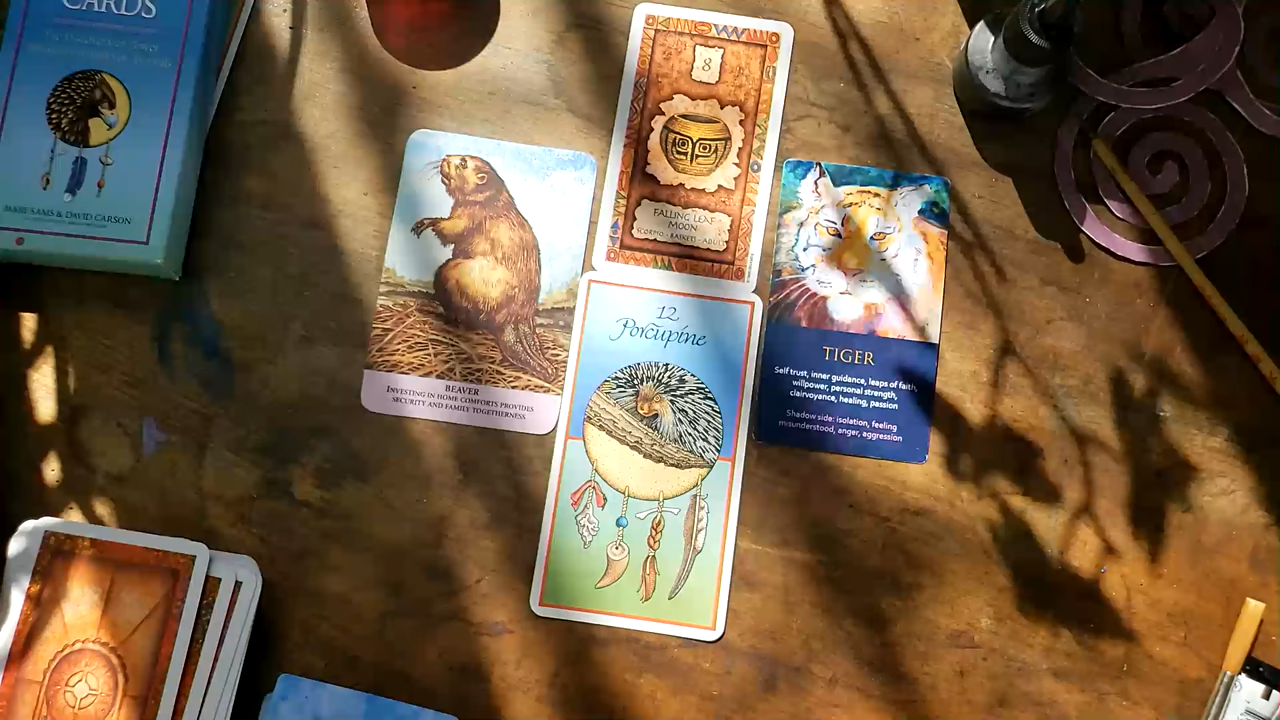 CARDS
JAMIE SAMS & DAVID CARSON
8
FALLING LEAF
MOON
SCORPIO • BASKETS • ADULT
BEAVER
INVESTING IN HOME COMFORTS PROVIDES
SECURITY AND FAMILY TOGETHERNESS
12
Porcupine
TIGER
Self trust, inner guidance, leaps of faith,
willpower, personal strength,
clairvoyance, healing, passion
Shadow side: isolation, feeling
misunderstood, anger, aggression